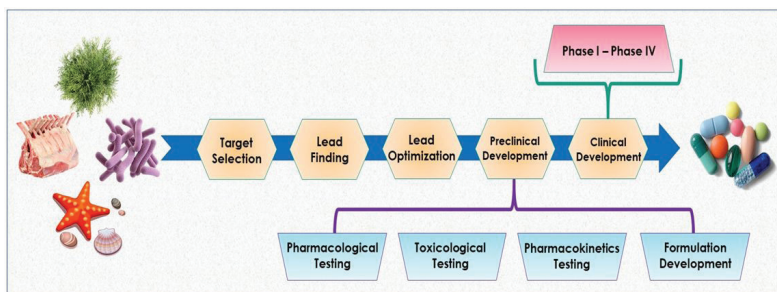 Phase I – Phase IV
Target
Selection
Lead
Finding
Lead
Optimization
Preclinical
Development
Clinical
Development
Pharmacological
Testing
Toxicological
Testing
Pharmacokinetics
Testing
Formulation
Development